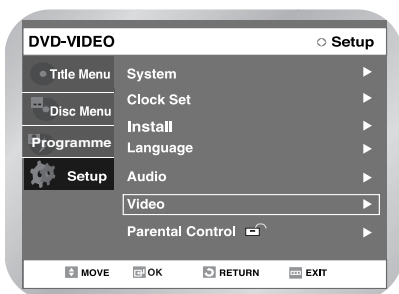 DVD-VIDEO Setup
Title Menu
Disc Menu
Programme
Setup
System
Clock Set
Install
Language
Audio
Video
Parental Control
MOVE OK RETURN EXIT